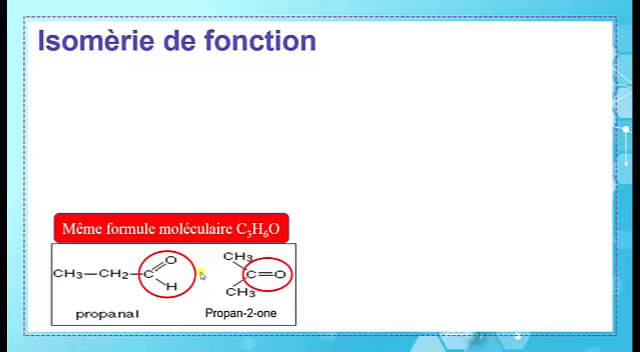 Isomèrie de fonction
Même formule moléculaire C₃H₆O
CH₃—CH₂—C
O
H
CH₃
C=O
CH₃
propanal
Propan-2-one